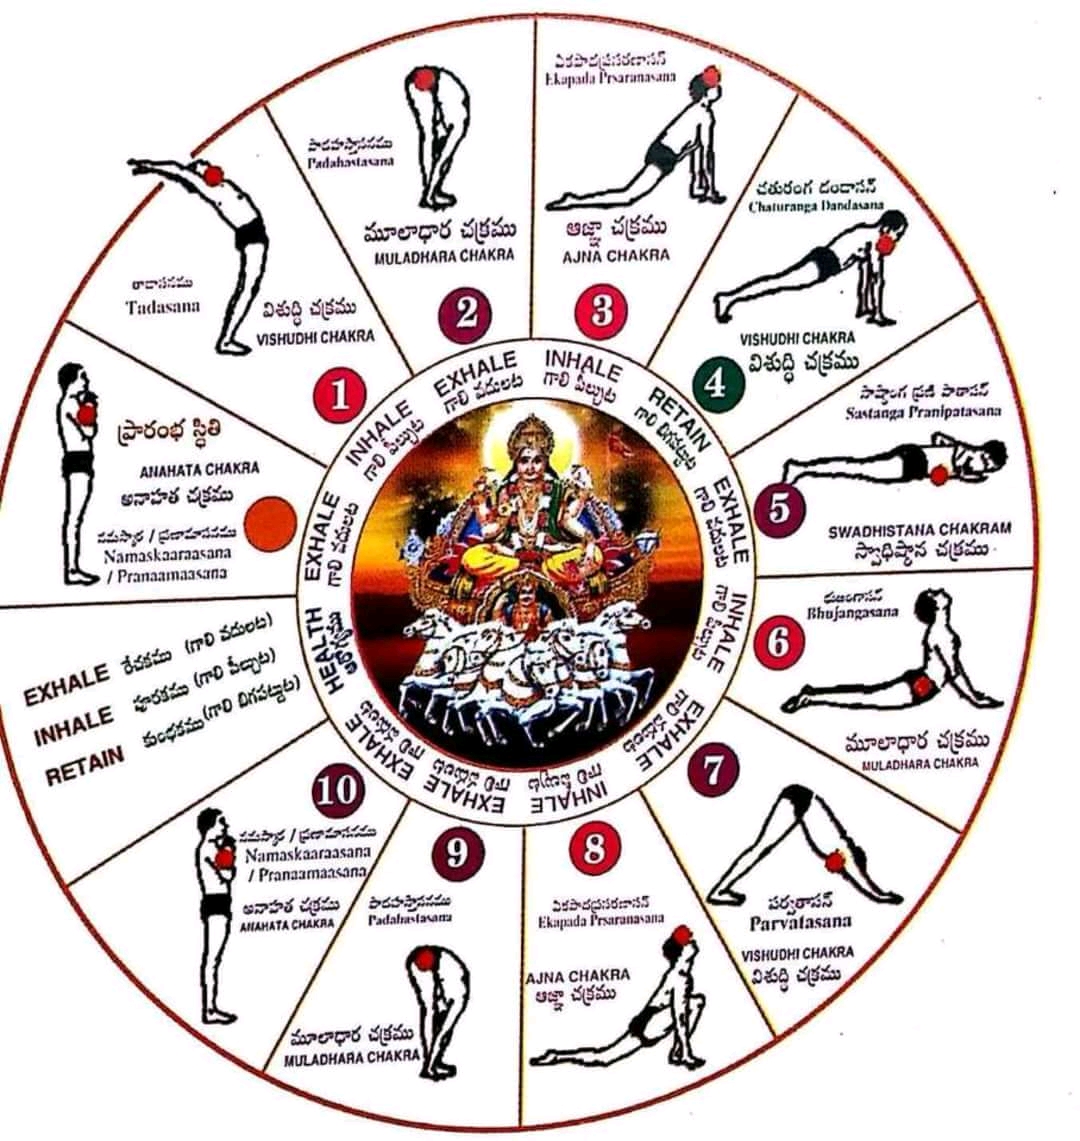 ప్రారంభ స్థితి
ANAHATA CHAKRA
అనాహత చక్రము
నమస్కార / ప్రణామాసనము
Namaskaaraasana
/ Pranaamaasana
EXHALE
గాలి వదులుట
తాడాసనము
Tadasana
విశుద్ధి చక్రము
VISHUDHI CHAKRA
1
INHALE
గాలి పీల్చుట
పాదహస్తాసనము
Padahastasana
మూలాధార చక్రము
MULADHARA CHAKRA
2
EXHALE
గాలి వదులుట
ఏకపాదప్రసరణాసన్
Ekapada Prsaranasana
ఆజ్ఞా చక్రము
AJNA CHAKRA
3
INHALE
గాలి పీల్చుట
చతురంగ దండాసన్
Chaturanga Dandasana
VISHUDHI CHAKRA
విశుద్ధి చక్రము
4
RETAIN
గాలి బిగపట్టుట
సాష్టాంగ ప్రణి పాతాసన్
Sastanga Pranipatasana
5
SWADHISTANA CHAKRAM
స్వాధిష్ఠాన చక్రము
EXHALE
గాలి వదులుట
భుజంగాసన్
Bhujangasana
6
మూలాధార చక్రము
MULADHARA CHAKRA
INHALE
గాలి పీల్చుట
7
పర్వతాసన్
Parvatasana
VISHUDHI CHAKRA
విశుద్ధి చక్రము
EXHALE
గాలి వదులుట
8
ఏకపాదప్రసరణాసన్
Ekapada Prsaranasana
AJNA CHAKRA
ఆజ్ఞా చక్రము
INHALE
గాలి పీల్చుట
9
పాదహస్తాసనము
Padahastasana
మూలాధార చక్రము
MULADHARA CHAKRA
EXHALE
గాలి వదులుట
10
నమస్కార / ప్రణామాసనము
Namaskaaraasana
/ Pranaamaasana
అనాహత చక్రము
ANAHATA CHAKRA
EXHALE
గాలి వదులుట
HEALTH
ఆరోగ్యము
EXHALE రేచకము (గాలి వదులుట)
INHALE పూరకము (గాలి పీల్చుట)
RETAIN కుంభకము (గాలి బిగపట్టుట)